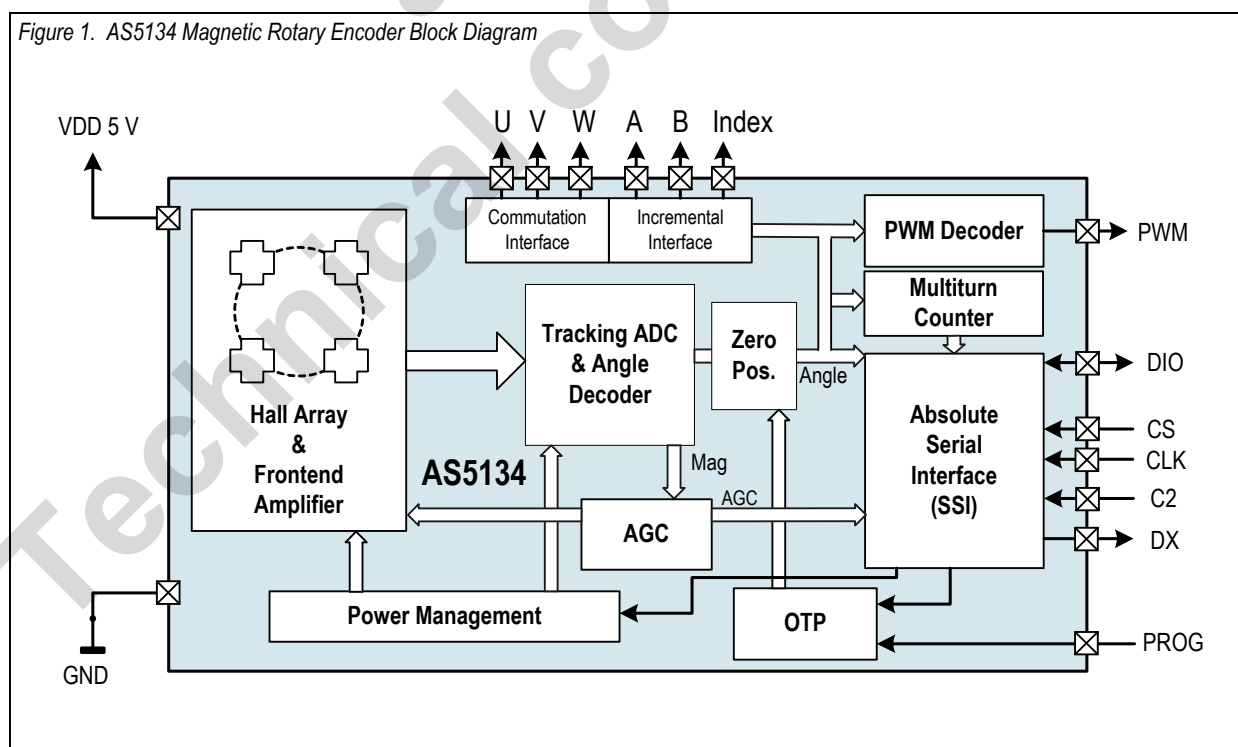 Figure 1. AS5134 Magnetic Rotary Encoder Block Diagram
VDD 5 V
U V W A B Index
Commutation
Interface
Incremental
Interface
PWM Decoder
PWM
Multiturn
Counter
Hall Array
&
Frontend
Amplifier
Tracking ADC
& Angle
Decoder
Zero
Pos.
Angle
Mag
AGC
AGC
AS5134
Absolute
Serial
Interface
(SSI)
DIO
CS
CLK
C2
DX
Power Management
OTP
PROG
GND
Technical co